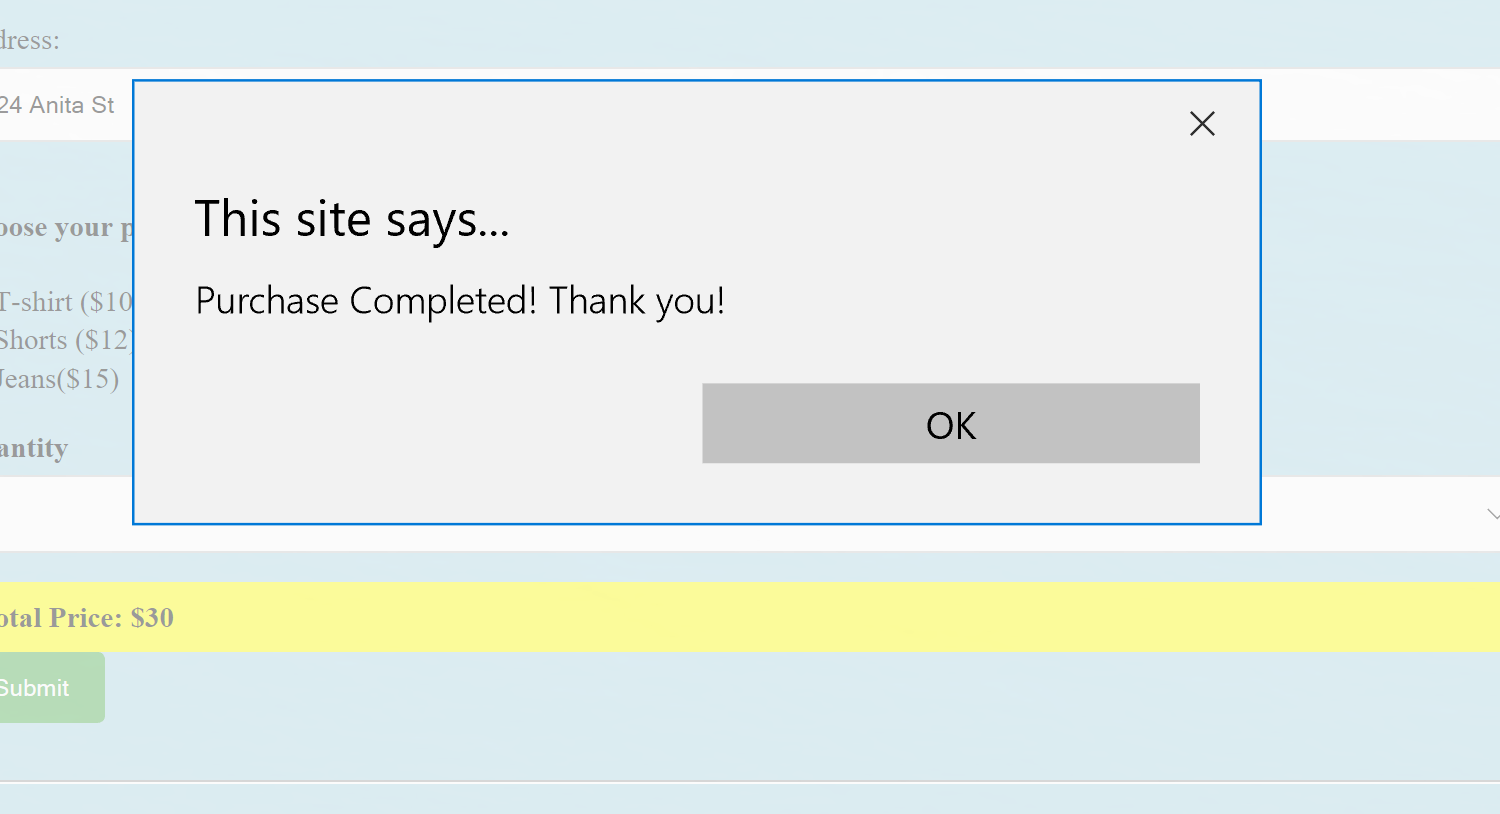 dress:
24 Anita St
This site says...
oose your p
Purchase Completed! Thank you!
T-shirt ($10
Shorts ($12)
Jeans($15)
OK
antity
otal Price: $30
Submit